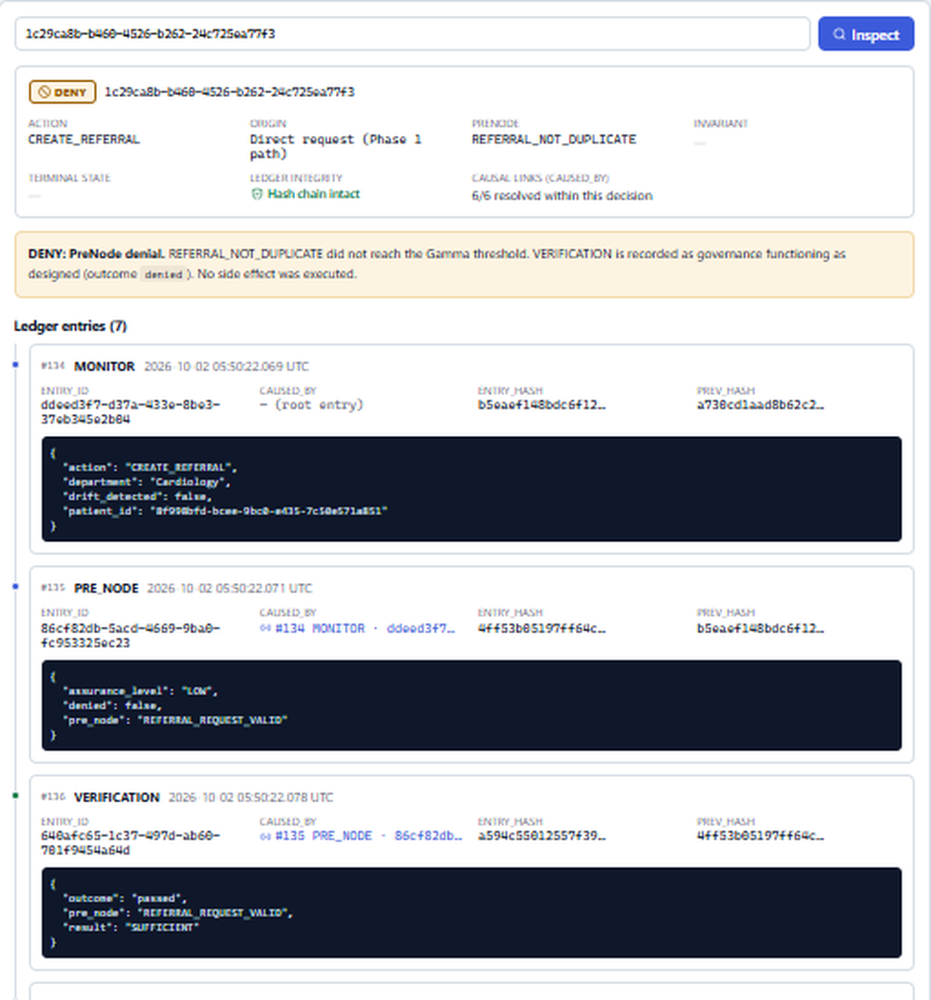 1c29ca8b-b460-4526-b262-24c725ea77f3
Inspect
DENY 1c29ca8b-b460-4526-b262-24c725ea77f3
ACTION ORIGIN PRENODE INVARIANT
CREATE_REFERRAL Direct request (Phase 1 path) REFERRAL_NOT_DUPLICATE —
TERMINAL STATE LEDGER INTEGRITY CAUSAL LINKS (CAUSED_BY)
— Hash chain intact 6/6 resolved within this decision
DENY: PreNode denial. REFERRAL_NOT_DUPLICATE did not reach the Gamma threshold. VERIFICATION is recorded as governance functioning as
designed (outcome denied). No side effect was executed.
Ledger entries (7)
#134 MONITOR 2026-10-02 05:50:22.069 UTC
ENTRY_ID CAUSED_BY ENTRY_HASH PREV_HASH
ddeed3f7-d37a-433e-8be3- — (root entry) b5eaef148bdc6f12… a730cd1aad8b62c2…
37eb345e2b04
{
"action": "CREATE_REFERRAL",
"department": "Cardiology",
"drift_detected": false,
"patient_id": "8f998bfd-bcee-9bc0-e435-7c50e571a851"
}
#135 PRE_NODE 2026-10-02 05:50:22.071 UTC
ENTRY_ID CAUSED_BY ENTRY_HASH PREV_HASH
86cf82db-5acd-4669-9ba0- #134 MONITOR · ddeed3f7… 4ff53b05197ff64c… b5eaef148bdc6f12…
fc953325ec23
{
"assurance_level": "LOW",
"denied": false,
"pre_node": "REFERRAL_REQUEST_VALID"
}
#136 VERIFICATION 2026-10-02 05:50:22.078 UTC
ENTRY_ID CAUSED_BY ENTRY_HASH PREV_HASH
640afc65-1c37-497d-ab60- #135 PRE_NODE · 86cf82db… a594c55012557f39… 4ff53b05197ff64c…
701f9454a64d
{
"outcome": "passed",
"pre_node": "REFERRAL_REQUEST_VALID",
"result": "SUFFICIENT"
}